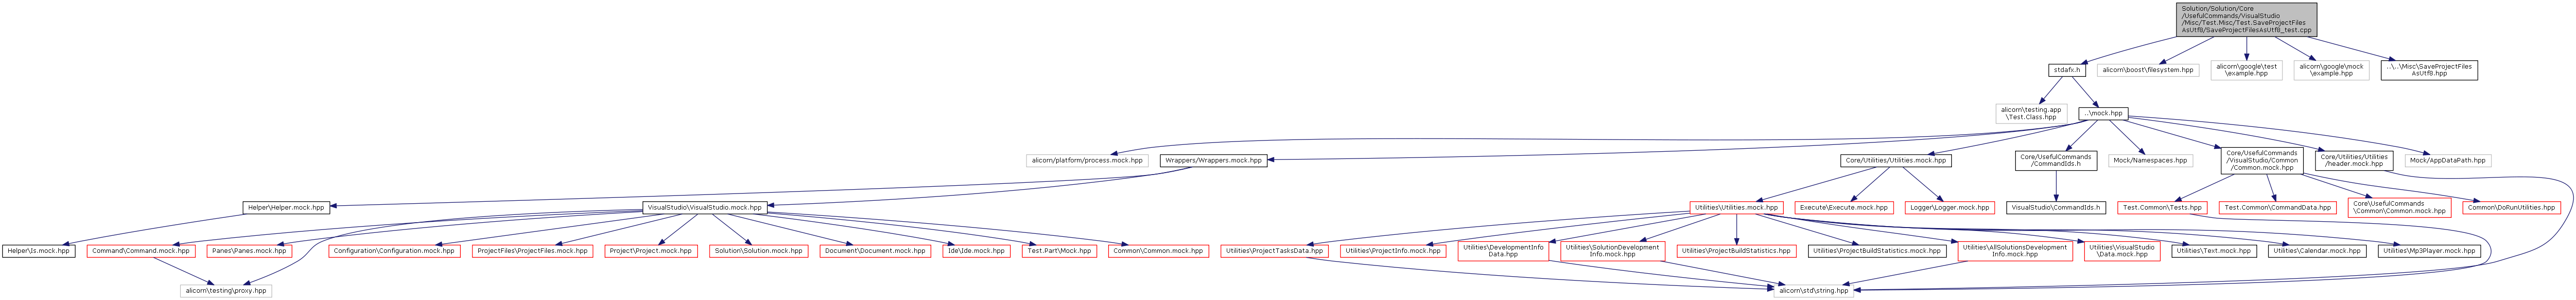 Solution/Solution/Core
/UsefulCommands/VisualStudio
/Misc/Test.Misc/Test.SaveProjectFiles
AsUtf8/SaveProjectFilesAsUtf8_test.cpp
stdafx.h
alicorn\boost\filesystem.hpp
alicorn\google\test
\example.hpp
alicorn\google\mock
\example.hpp
..\..\Misc\SaveProjectFiles
AsUtf8.hpp
alicorn\testing.app
\Test.Class.hpp
..\mock.hpp
alicorn/platform/process.mock.hpp
Wrappers/Wrappers.mock.hpp
Core/Utilities/Utilities.mock.hpp
Core/UsefulCommands
/CommandIds.h
Mock/Namespaces.hpp
Core/UsefulCommands
/VisualStudio/Common
/Common.mock.hpp
Core/Utilities/Utilities
/header.mock.hpp
Mock/AppDataPath.hpp
Helper\Helper.mock.hpp
VisualStudio\VisualStudio.mock.hpp
Utilities\Utilities.mock.hpp
Execute\Execute.mock.hpp
Logger\Logger.mock.hpp
VisualStudio\CommandIds.h
Test.Common\Tests.hpp
Test.Common\CommandData.hpp
Core\UsefulCommands
\Common\Common.mock.hpp
Common\DoRunUtilities.hpp
Helper\Is.mock.hpp
Command\Command.mock.hpp
Panes\Panes.mock.hpp
Configuration\Configuration.mock.hpp
ProjectFiles\ProjectFiles.mock.hpp
Project\Project.mock.hpp
Solution\Solution.mock.hpp
Document\Document.mock.hpp
Ide\Ide.mock.hpp
Test.Part\Mock.hpp
Common\Common.mock.hpp
Utilities\ProjectTasksData.hpp
Utilities\ProjectInfo.mock.hpp
Utilities\DevelopmentInfo
Data.hpp
Utilities\SolutionDevelopment
Info.mock.hpp
Utilities\ProjectBuildStatistics.hpp
Utilities\ProjectBuildStatistics.mock.hpp
Utilities\AllSolutionsDevelopment
Info.mock.hpp
Utilities\VisualStudio
\Data.mock.hpp
Utilities\Text.mock.hpp
Utilities\Calendar.mock.hpp
Utilities\Mp3Player.mock.hpp
alicorn\testing\proxy.hpp
alicorn\std\string.hpp